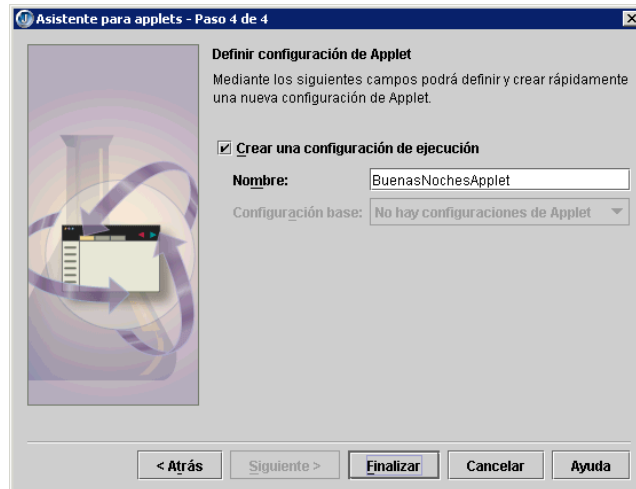 Asistente para applets - Paso 4 de 4
Definir configuración de Applet
Mediante los siguientes campos podrá definir y crear rápidamente
una nueva configuración de Applet.
Crear una configuración de ejecución
Nombre: BuenasNochesApplet
Configuración base: No hay configuraciones de Applet
< Atrás Siguiente > Finalizar Cancelar Ayuda